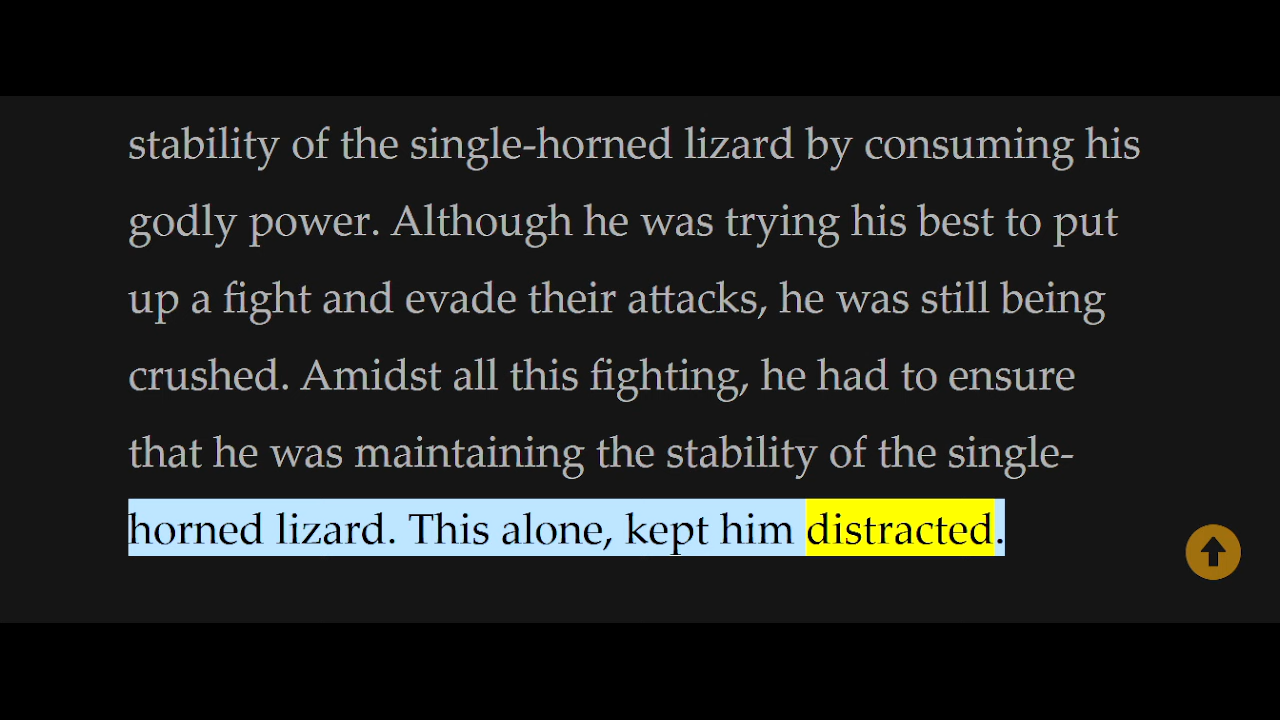 stability of the single-horned lizard by consuming his
godly power. Although he was trying his best to put
up a fight and evade their attacks, he was still being
crushed. Amidst all this fighting, he had to ensure
that he was maintaining the stability of the single-
horned lizard. This alone, kept him distracted.